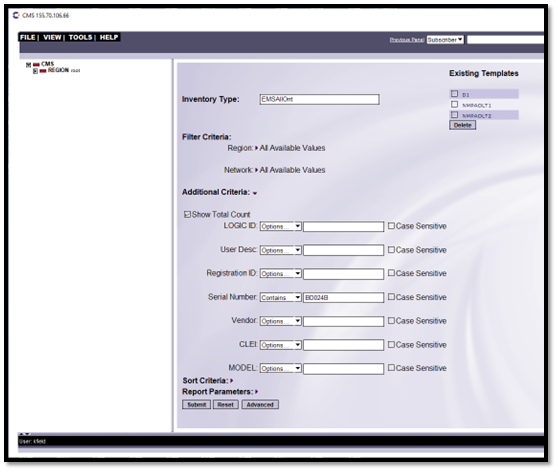 CMS 155.70.106.66
FILE | VIEW | TOOLS | HELP
Previous Panel Subscriber
CMS
REGION root
Existing Templates
B1
NMPAOLT1
NMPAOLT2
Delete
Inventory Type: EMSAllOnt
Filter Criteria:
Region: All Available Values
Network: All Available Values
Additional Criteria:
Show Total Count
LOGIC ID: Options... Case Sensitive
User Desc: Options... Case Sensitive
Registration ID: Options... Case Sensitive
Serial Number: Contains BD024B Case Sensitive
Vendor: Options... Case Sensitive
CLEI: Options... Case Sensitive
MODEL: Options... Case Sensitive
Sort Criteria:
Report Parameters:
Submit Reset Advanced
User: kfield